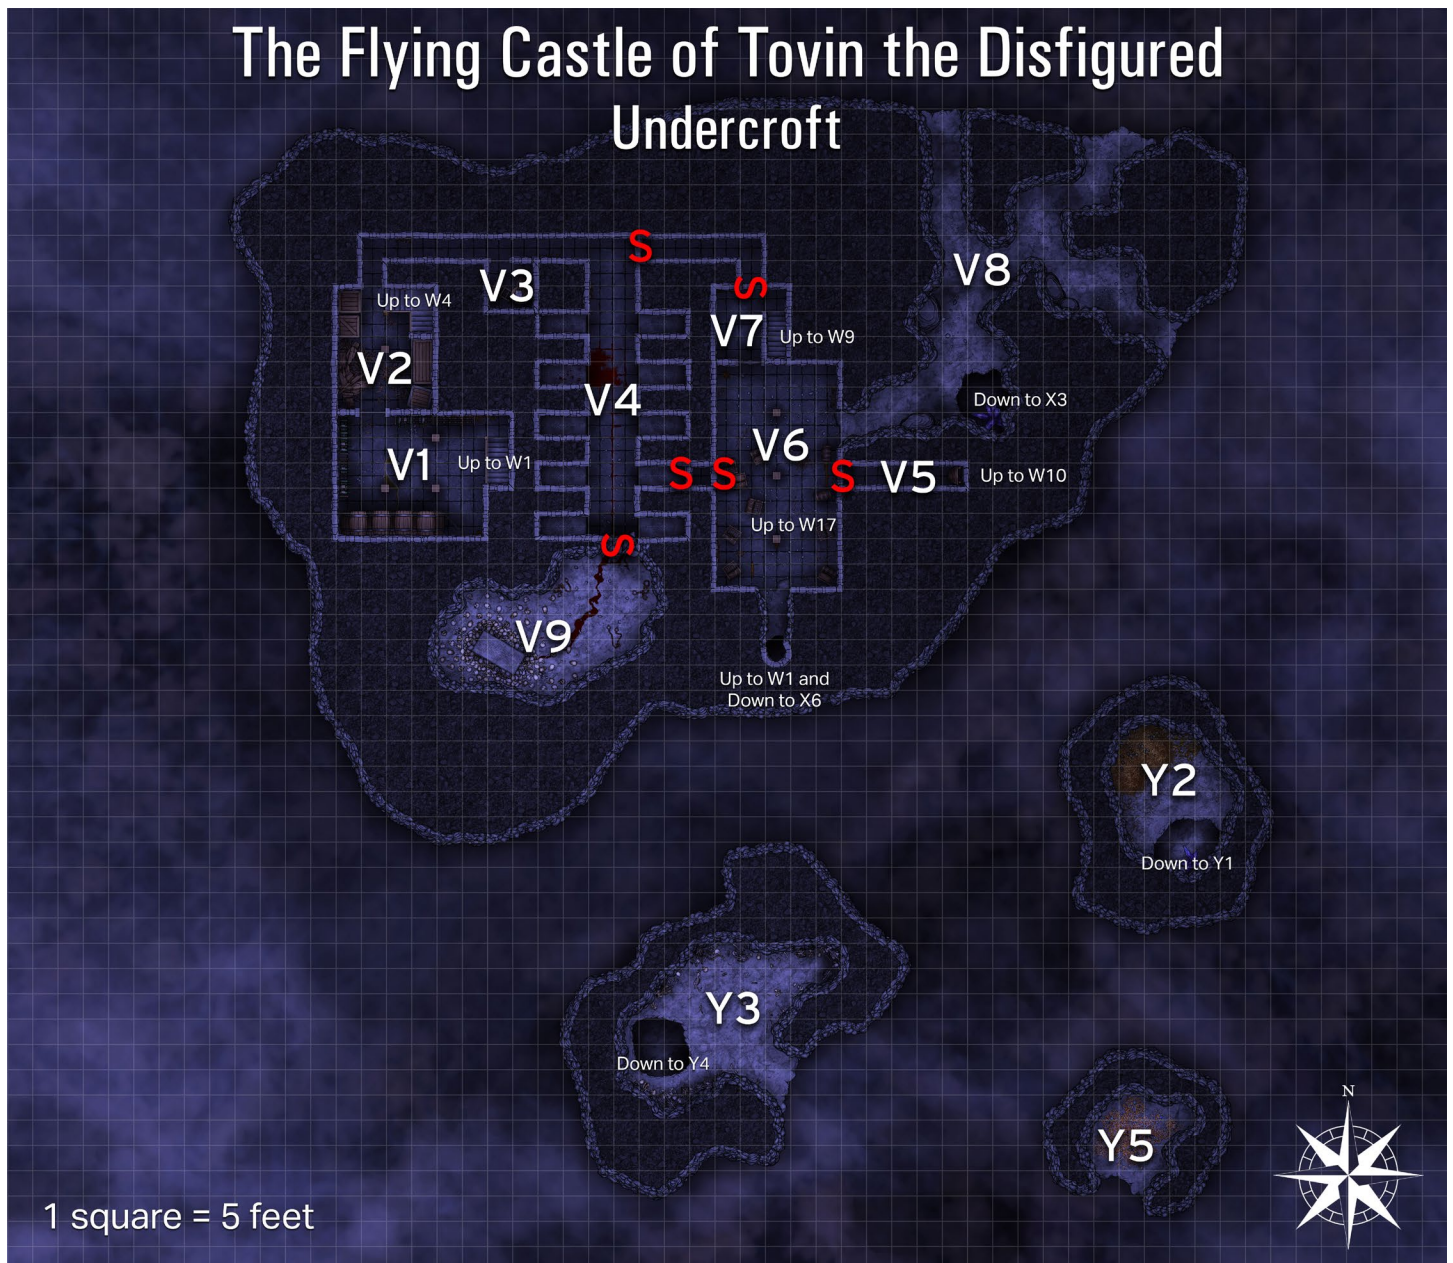 The Flying Castle of Tovin the Disfigured
Undercroft
S
V3
S
V8
Up to W4
V7
Up to W9
V2
V4
Down to X3
V6
V1
Up to W1
S
S
S
V5
Up to W10
Up to W17
S
V9
Up to W1 and
Down to X6
Y2
Down to Y1
Y3
Down to Y4
N
Y5
1 square = 5 feet